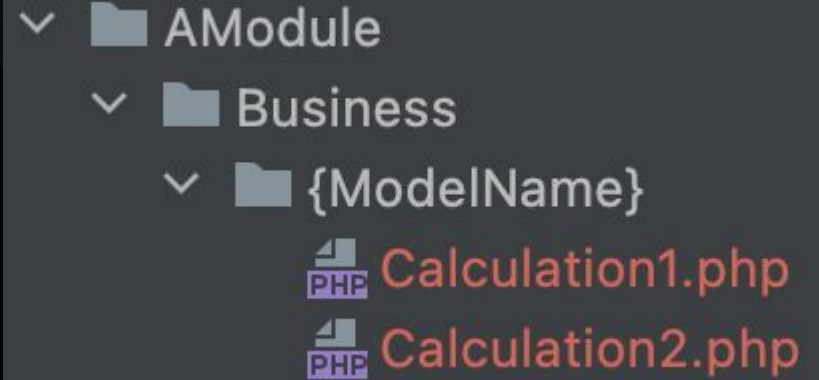 AModule
Business
{ModelName}
PHP Calculation1.php
PHP Calculation2.php